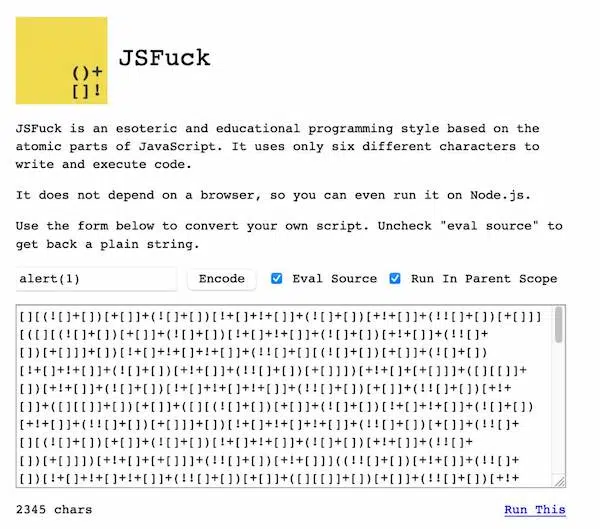 ()+
[]!
JSFuck
JSFuck is an esoteric and educational programming style based on the
atomic parts of JavaScript. It uses only six different characters to
write and execute code.
It does not depend on a browser, so you can even run it on Node.js.
Use the form below to convert your own script. Uncheck "eval source" to
get back a plain string.
alert(1) Encode Eval Source Run In Parent Scope
[][(![]+[])[+[]]+(![]+[])[!+[]+!+[]]+(![]+[])[+!+[]]+(!![]+[])[+[]]]
[([][(![]+[])[+[]]+(![]+[])[!+[]+!+[]]+(![]+[])[+!+[]]+(!![]+
[])[+[]]]+[])[!+[]+!+[]+!+[]]+(!![]+[][(![]+[])[+[]]+(![]+[])
[!+[]+!+[]]+(![]+[])[+!+[]]+(!![]+[])[+[]]])[+!+[]+[+[]]]+([][[]]+
[])[+!+[]]+(![]+[])[!+[]+!+[]+!+[]]+(!![]+[])[+[]]+(!![]+[])[+!+
[]]+([][[]]+[])[+[]]+([][(![]+[])[+[]]+(![]+[])[!+[]+!+[]]+(![]+[])
[+!+[]]+(!![]+[])[+[]]]+[])[!+[]+!+[]+!+[]]+(!![]+[])[+[]]+(!![]+
[][(![]+[])[+[]]+(![]+[])[!+[]+!+[]]+(![]+[])[+!+[]]+(!![]+
[])[+[]]])[+!+[]+[+[]]]+(!![]+[])[+!+[]]]((!![]+[])[+!+[]]+(!![]+
[])[!+[]+!+[]+!+[]]+(!![]+[])[+[]]+([][[]]+[])[+[]]+(!![]+[])[+!+
2345 chars Run This